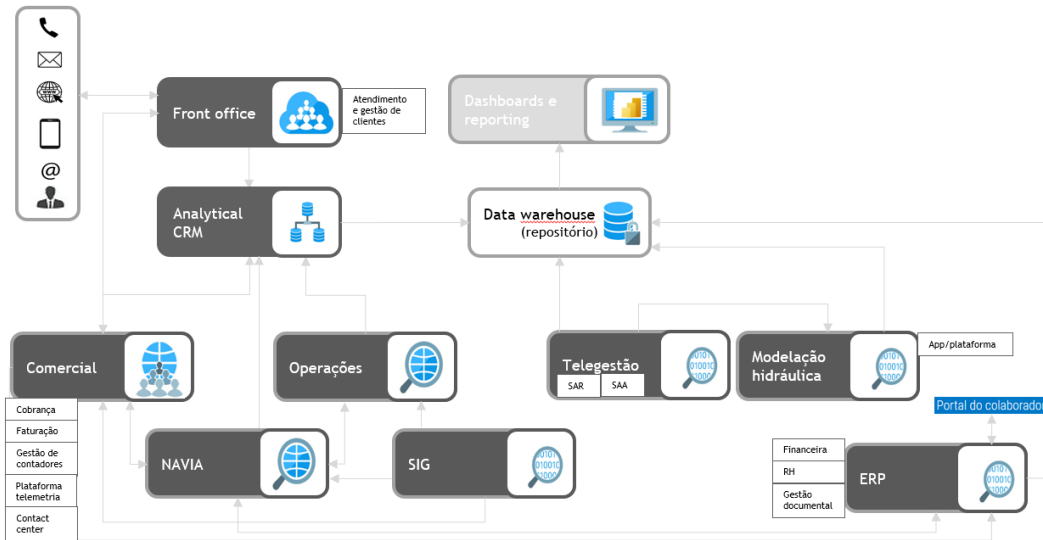 www
@
Front office
Atendimento
e gestão de
clientes
Dashboards e
reporting
Analytical
CRM
Data warehouse
(repositório)
Comercial
Operações
Telegestão
SAR
SAA
Modelação
hidráulica
App/plataforma
Cobrança
Faturação
Gestão de
contadores
Plataforma
telemetria
Contact
center
NAVIA
SIG
Portal do colaborador
Financeira
RH
Gestão
documental
ERP